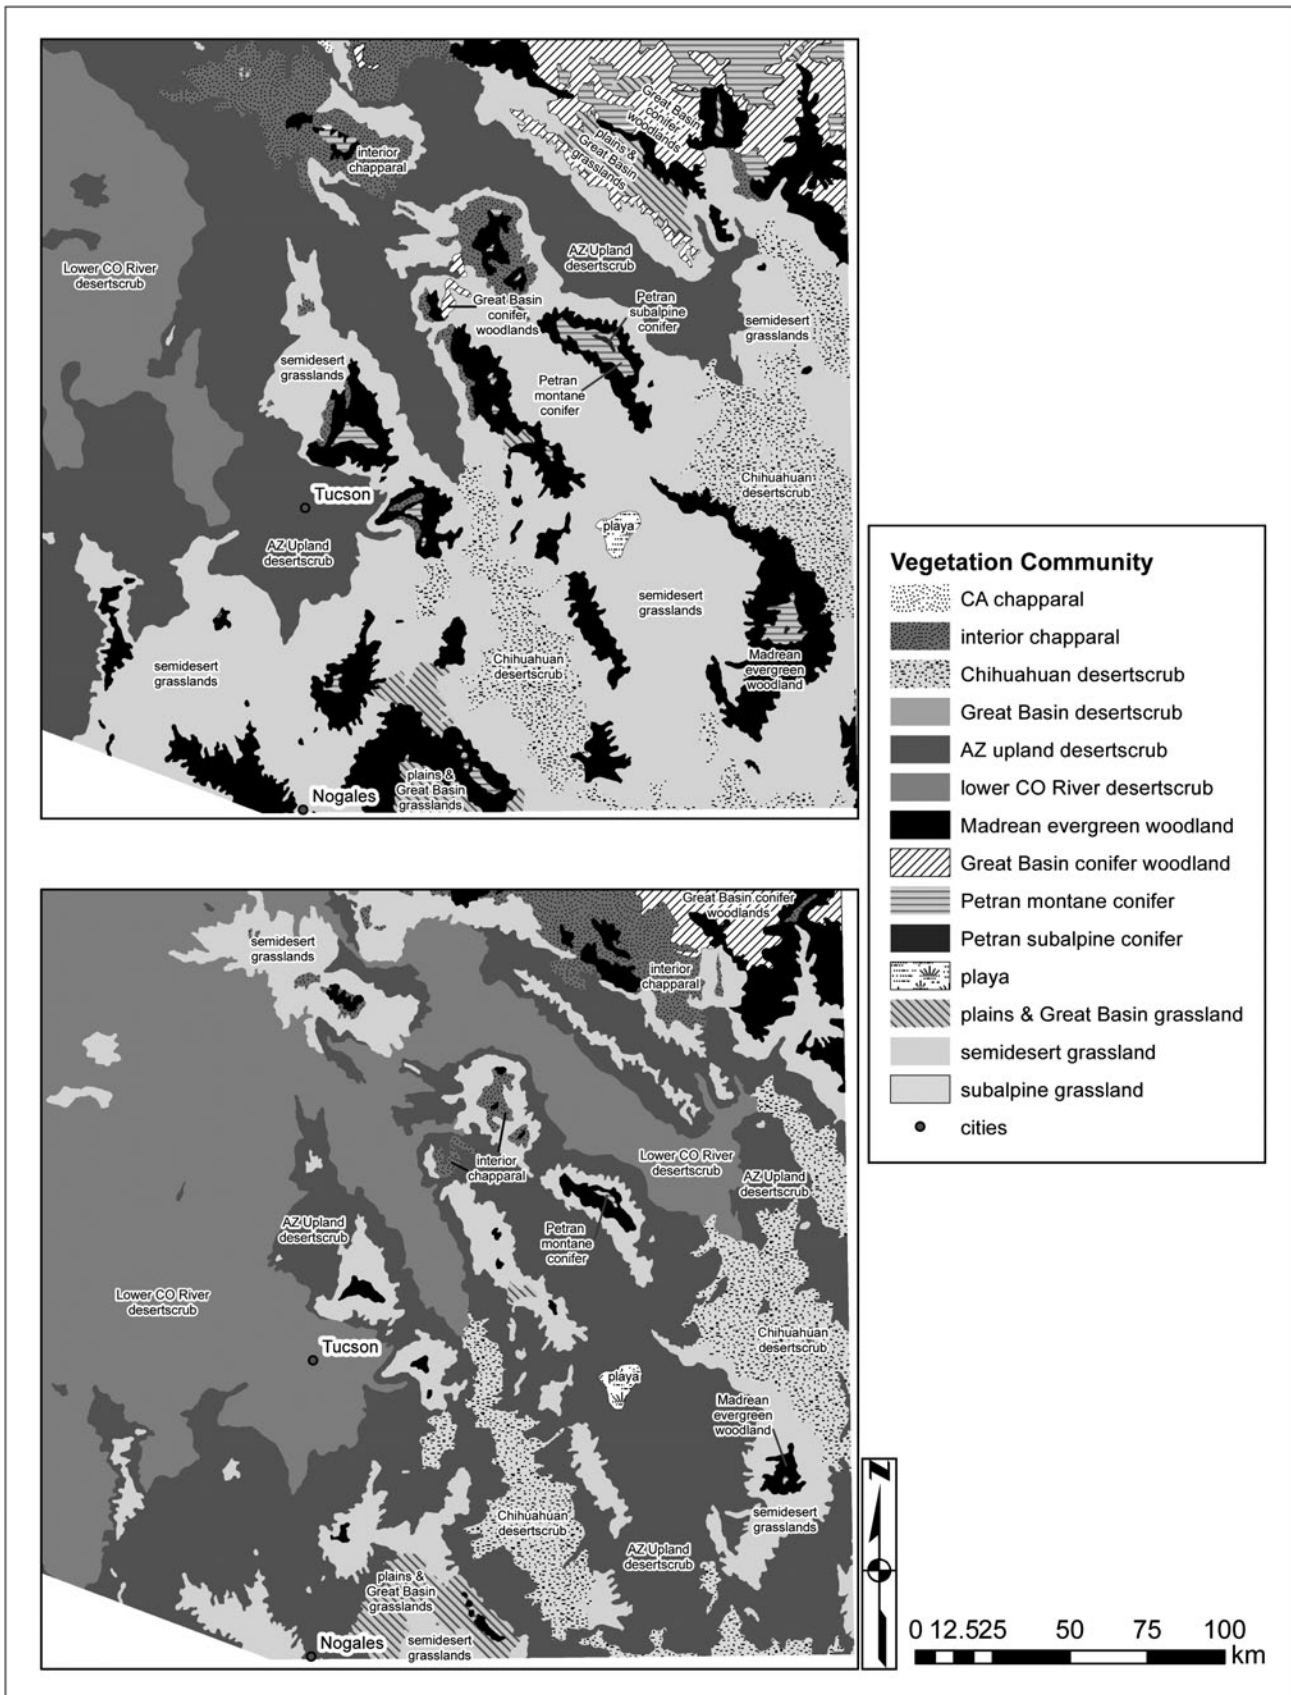 Great Basin
conifer
woodlands
plains &
Great Basin
grasslands
interior
chapparal
Lower CO River
desertscrub
AZ Upland
desertscrub
Great Basin
conifer
woodlands
Petran
subalpine
conifer
semidesert
grasslands
semidesert
grasslands
Petran
montane
conifer
Chihuahuan
desertscrub
Tucson
playa
AZ Upland
desertscrub
semidesert
grasslands
semidesert
grasslands
Chihuahuan
desertscrub
Madrean
evergreen
woodland
plains &
Great Basin
grasslands
Nogales
Vegetation Community
CA chapparal
interior chapparal
Chihuahuan desertscrub
Great Basin desertscrub
AZ upland desertscrub
lower CO River desertscrub
Madrean evergreen woodland
Great Basin conifer woodland
Petran montane conifer
Petran subalpine conifer
playa
plains & Great Basin grassland
semidesert grassland
subalpine grassland
cities
Great Basin conifer
woodlands
semidesert
grasslands
interior
chapparal
interior
chapparal
Lower CO River
desertscrub
AZ Upland
desertscrub
AZ Upland
desertscrub
Petran
montane
conifer
Lower CO River
desertscrub
Chihuahuan
desertscrub
Tucson
playa
Madrean
evergreen
woodland
Chihuahuan
desertscrub
semidesert
grasslands
AZ Upland
desertscrub
plains &
Great Basin
grasslands
semidesert
grasslands
Nogales
N
0 12.5 25 50 75 100
km